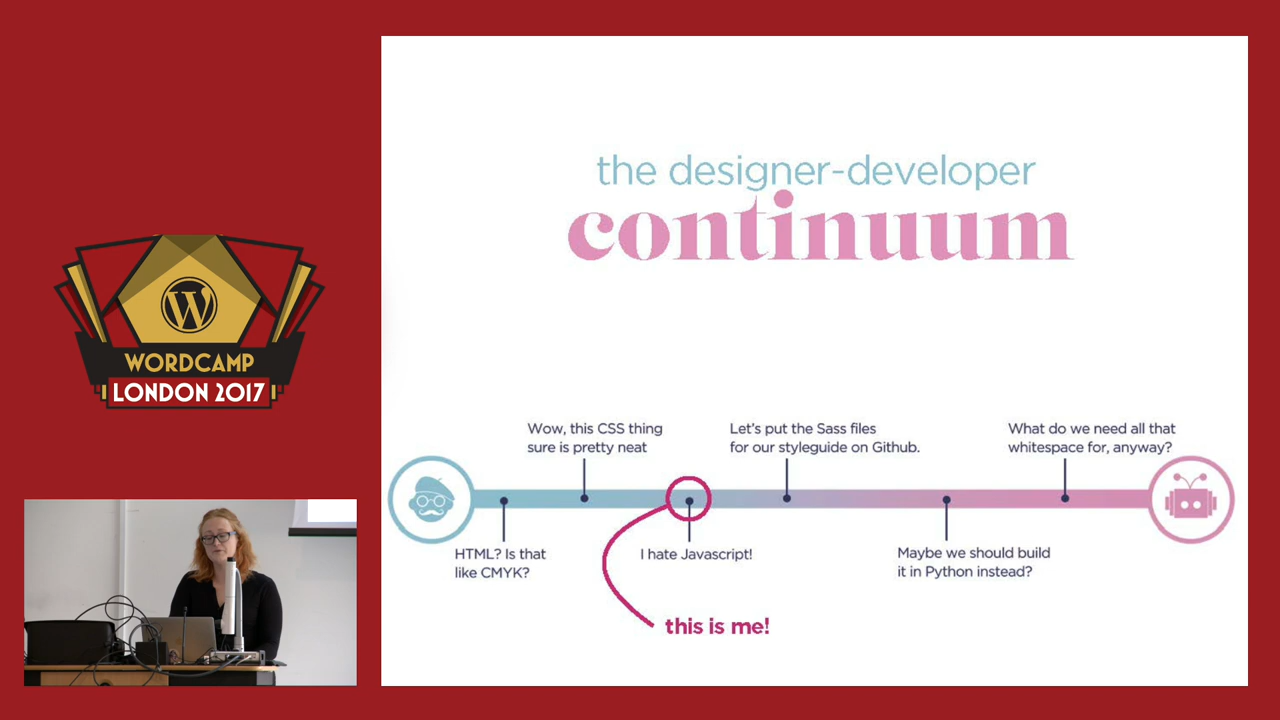 WORDCAMP
LONDON 2017
the designer-developer
continuum
Wow, this CSS thing
sure is pretty neat
Let's put the Sass files
for our styleguide on Github.
What do we need all that
whitespace for, anyway?
HTML? Is that
like CMYK?
I hate Javascript!
Maybe we should build
it in Python instead?
this is me!